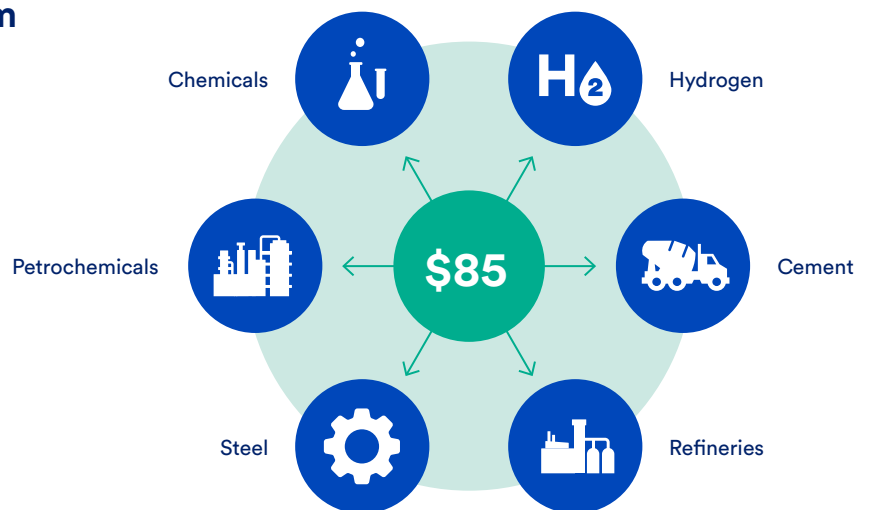 m
Chemicals
H2
Hydrogen
Petrochemicals
$85
Cement
Steel
Refineries